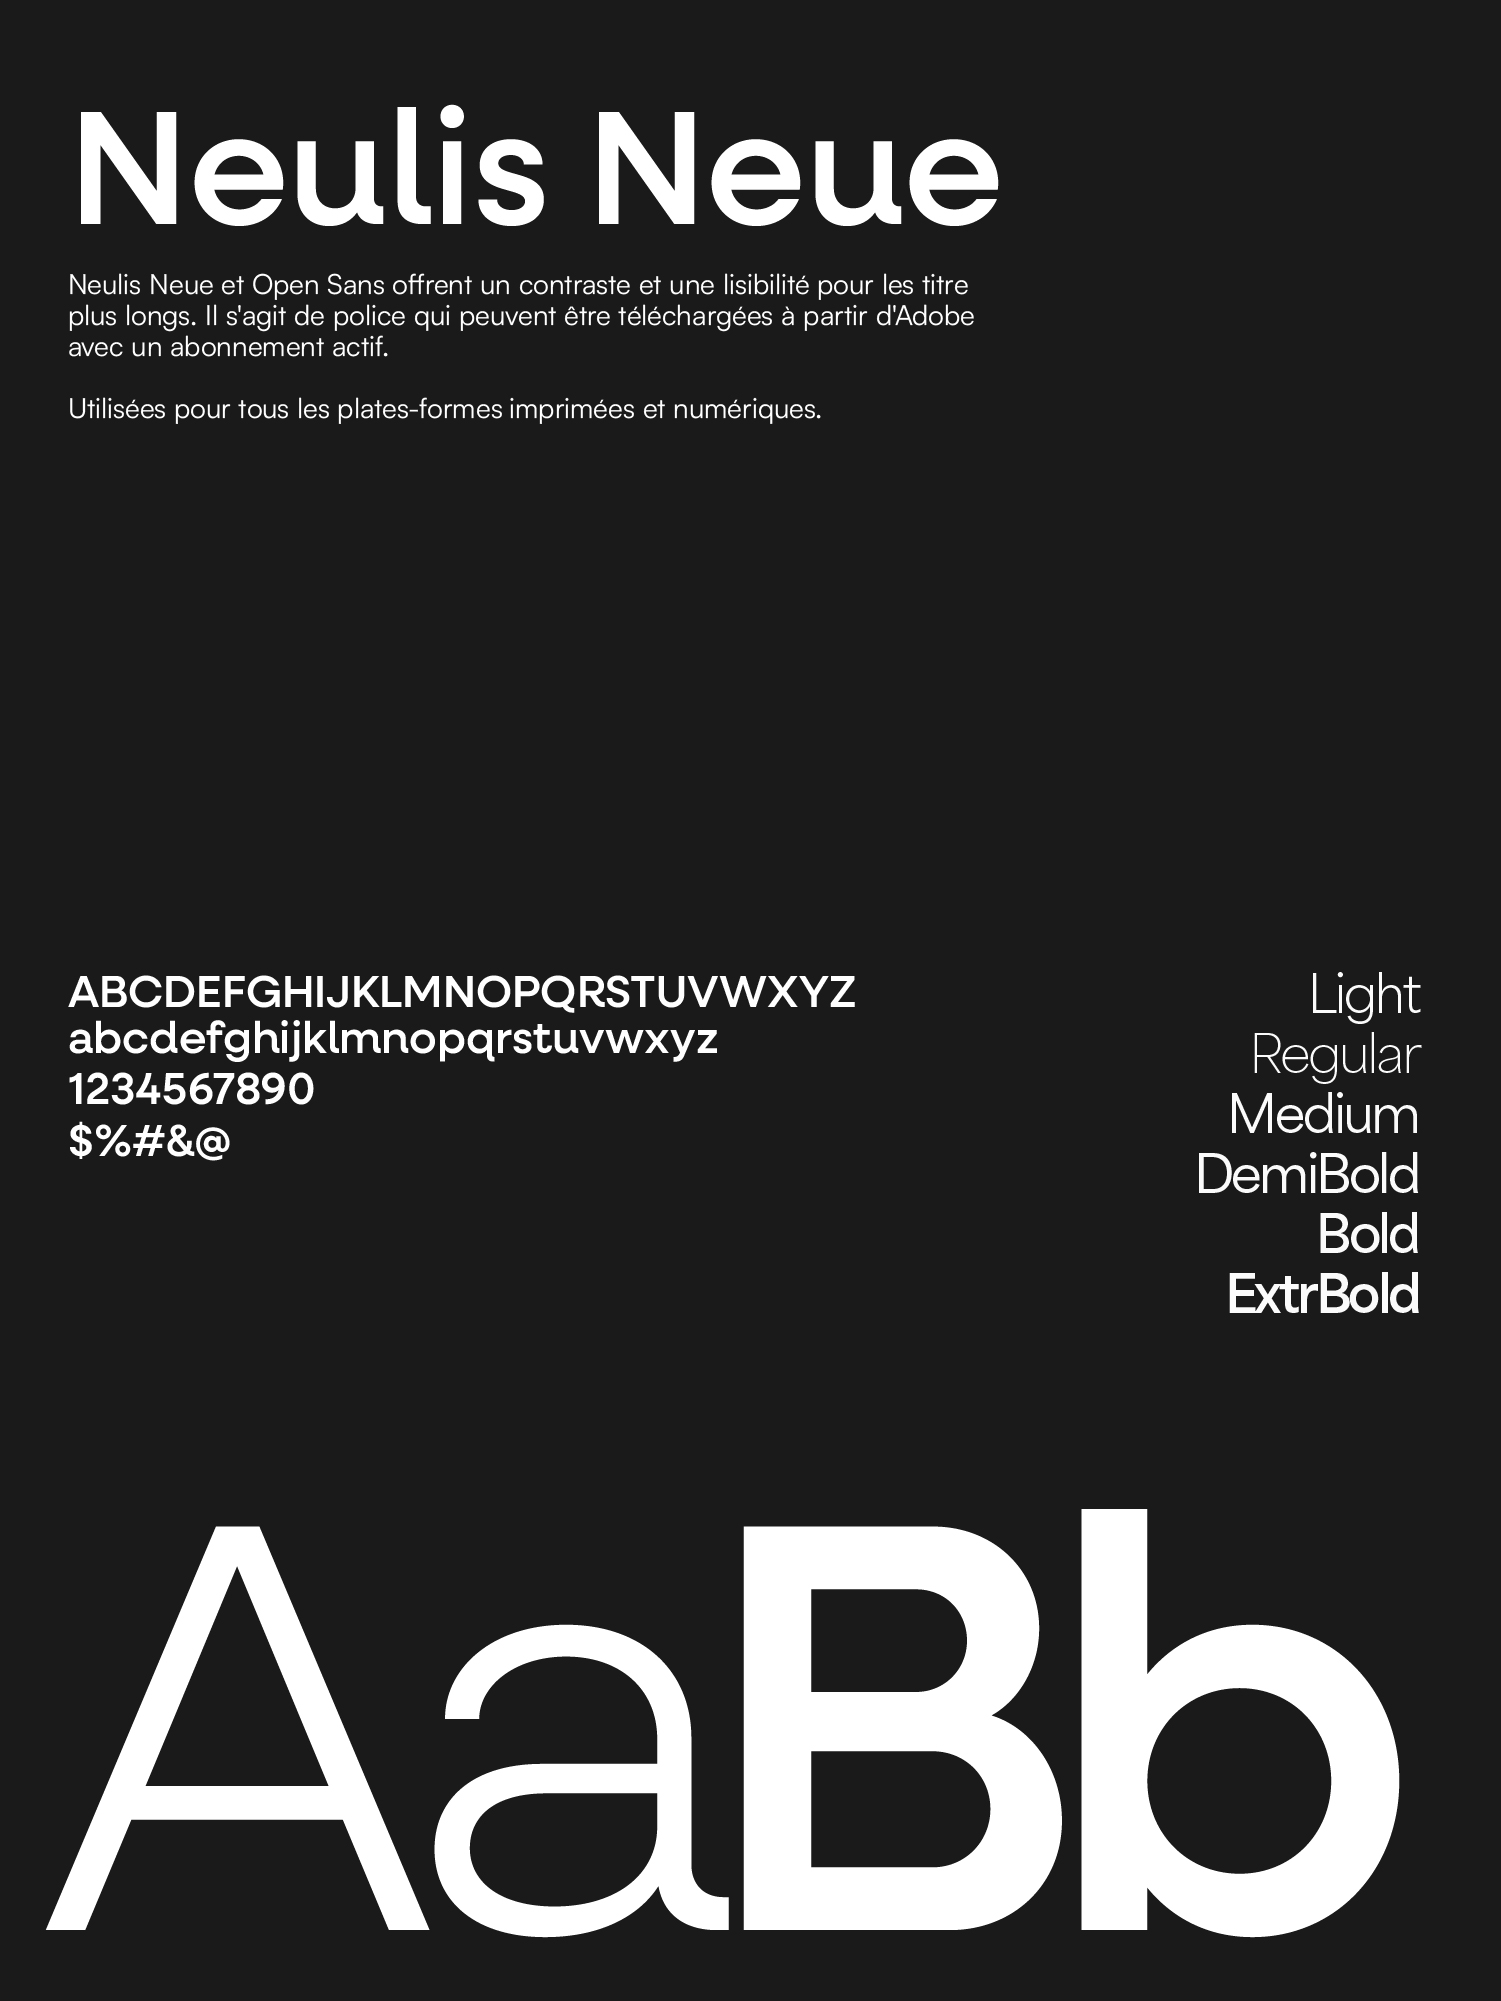 Neulis Neue
Neulis Neue et Open Sans offrent un contraste et une lisibilité pour les titre
plus longs. Il s'agit de police qui peuvent être téléchargées à partir d'Adobe
avec un abonnement actif.
Utilisées pour tous les plates-formes imprimées et numériques.
ABCDEFGHIJKLMNOPQRSTUVWXYZ
abcdefghijklmnopqrstuvwxyz
1234567890
$%#&@
Light
Regular
Medium
DemiBold
Bold
ExtrBold
AaBb